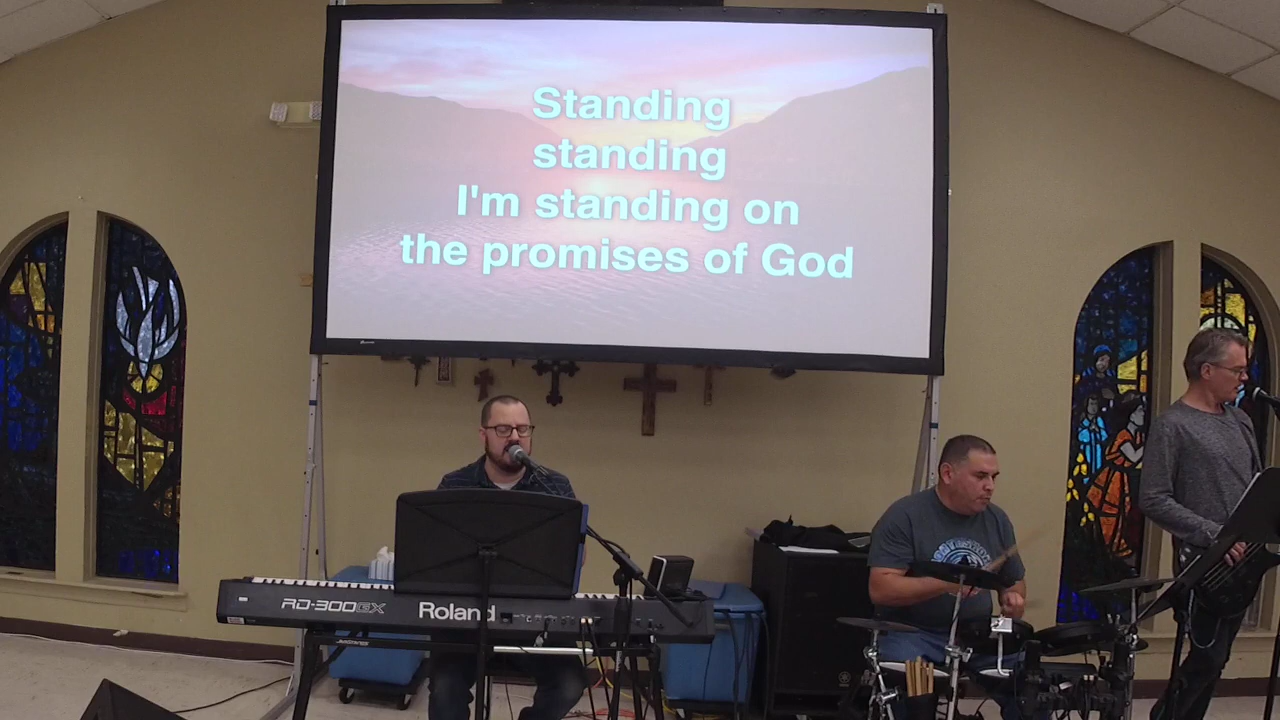 Standing
standing
I'm standing on
the promises of God
RD-300GX
Roland